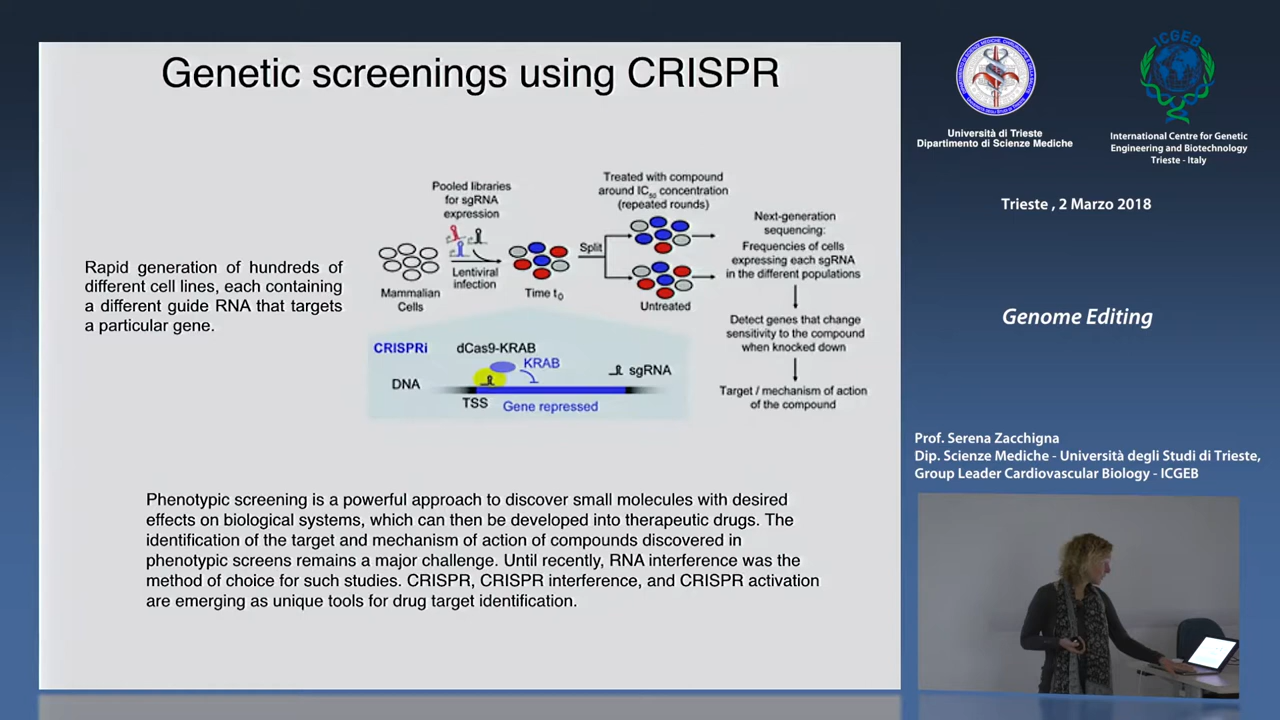 Genetic screenings using CRISPR
Rapid generation of hundreds of
different cell lines, each containing
a different guide RNA that targets
a particular gene.
Pooled libraries
for sgRNA
expression
Mammalian
Cells
Lentiviral
infection
Time t0
Split
Treated with compound
around IC50 concentration
(repeated rounds)
Untreated
Next-generation
sequencing:
Frequencies of cells
expressing each sgRNA
in the different populations
Detect genes that change
sensitivity to the compound
when knocked down
Target / mechanism of action
of the compound
CRISPRi
dCas9-KRAB
KRAB
sgRNA
DNA
TSS
Gene repressed
Phenotypic screening is a powerful approach to discover small molecules with desired
effects on biological systems, which can then be developed into therapeutic drugs. The
identification of the target and mechanism of action of compounds discovered in
phenotypic screens remains a major challenge. Until recently, RNA interference was the
method of choice for such studies. CRISPR, CRISPR interference, and CRISPR activation
are emerging as unique tools for drug target identification.
Università di Trieste
Dipartimento di Scienze Mediche
ICGEB
International Centre for Genetic
Engineering and Biotechnology
Trieste - Italy
Trieste , 2 Marzo 2018
Genome Editing
Prof. Serena Zacchigna
Dip. Scienze Mediche - Università degli Studi di Trieste,
Group Leader Cardiovascular Biology - ICGEB